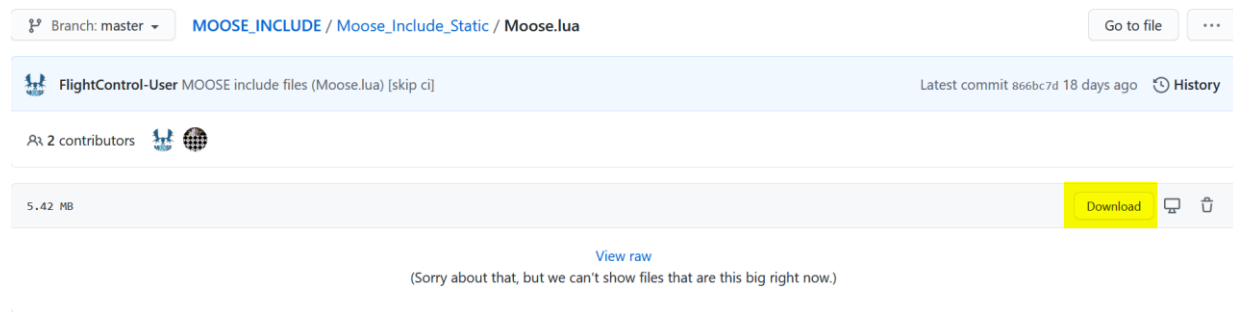 Branch: master MOOSE_INCLUDE / Moose_Include_Static / Moose.lua Go to file ...
FlightControl-User MOOSE include files (Moose.lua) [skip ci] Latest commit 866bc7d 18 days ago History
2 contributors
5.42 MB Download
View raw
(Sorry about that, but we can't show files that are this big right now.)